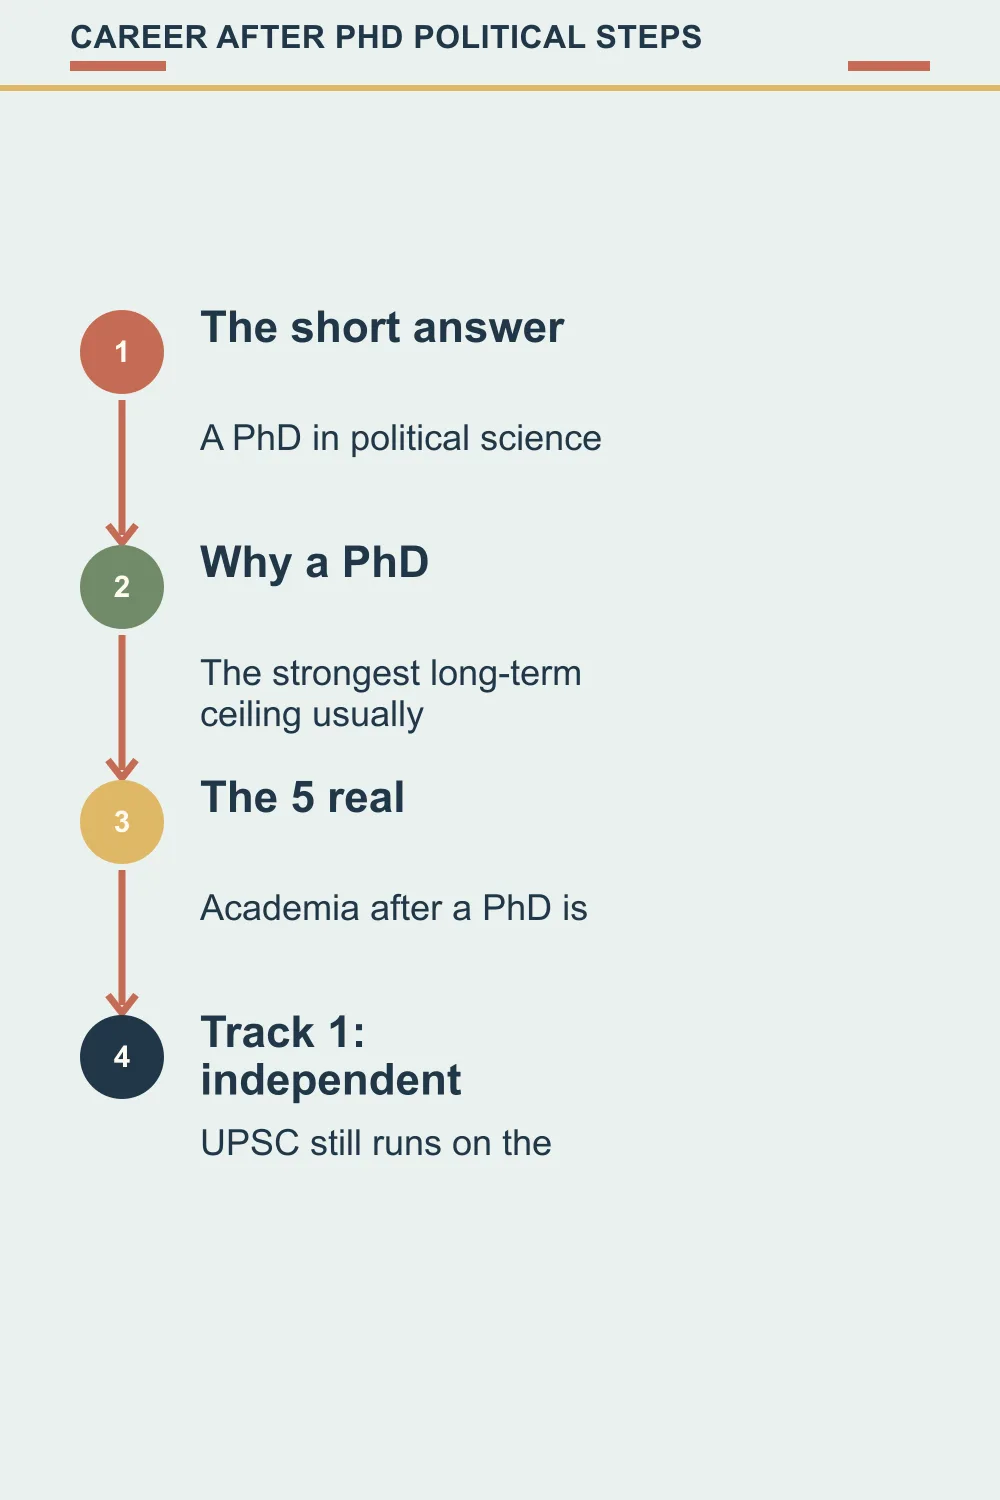 CAREER AFTER PHD POLITICAL STEPS
1
The short answer
A PhD in political science
2
Why a PhD
The strongest long-term
ceiling usually
3
The 5 real
Academia after a PhD is
4
Track 1:
independent
UPSC still runs on the